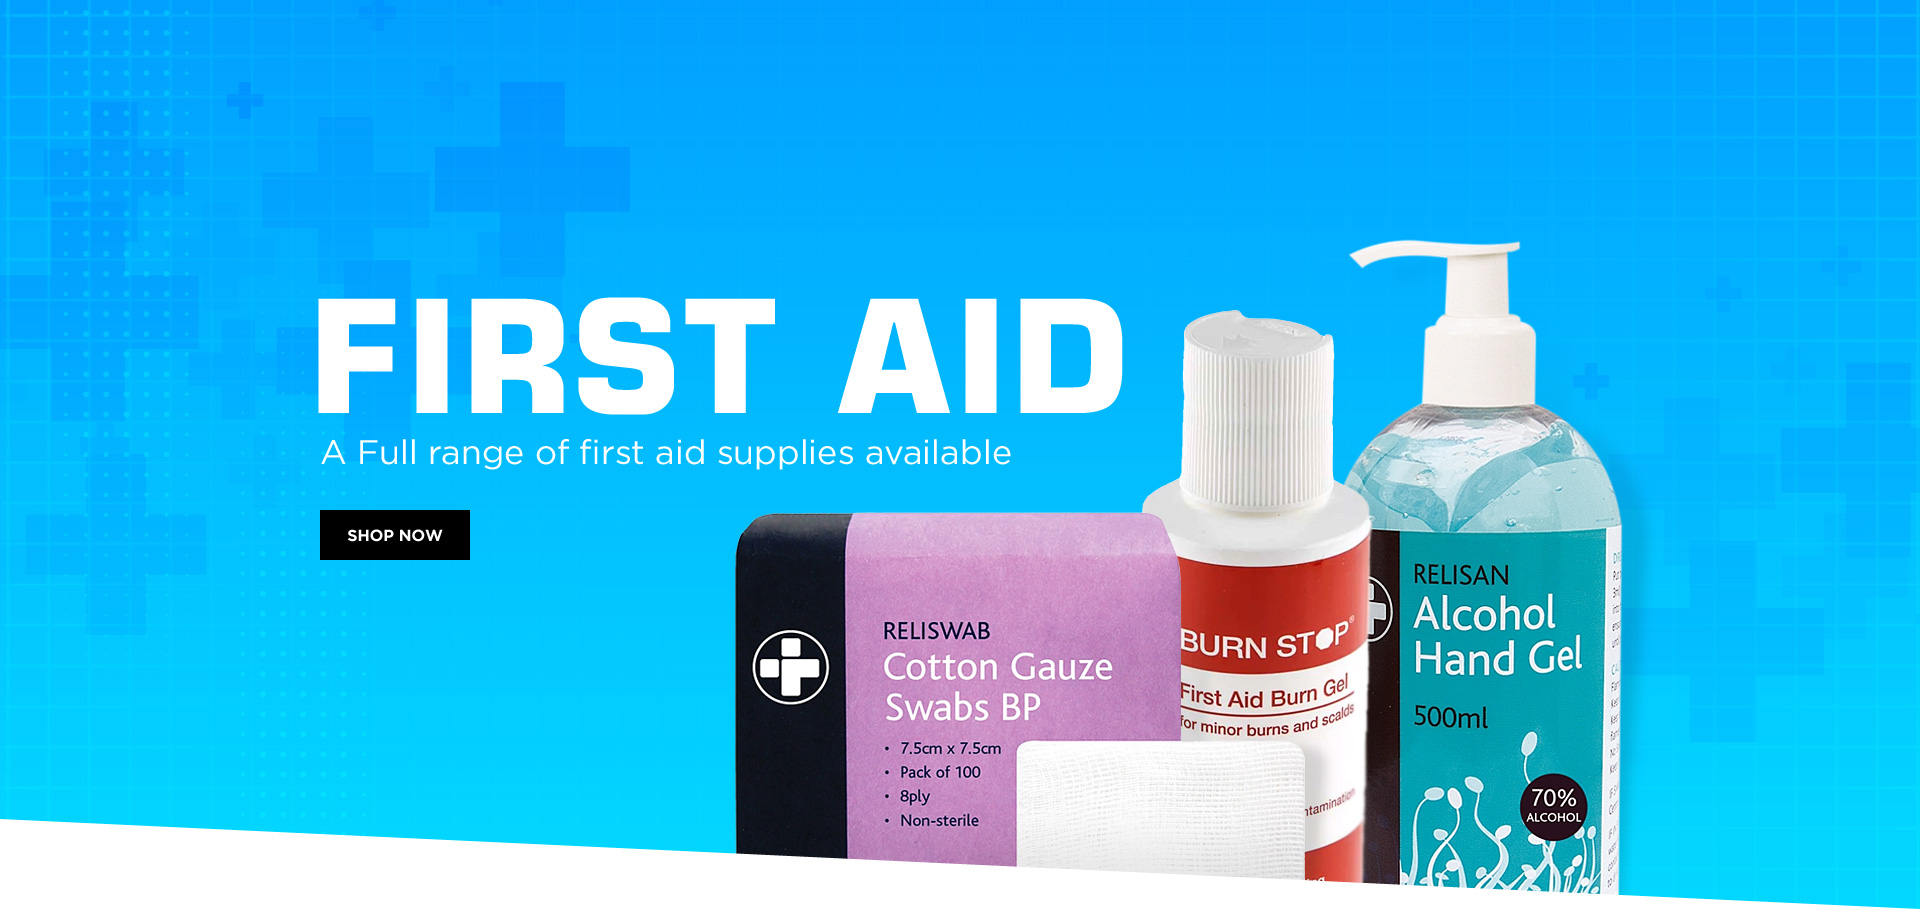 FIRST AID
A Full range of first aid supplies available
SHOP NOW
RELISWAB
Cotton Gauze
Swabs BP
• 7.5cm x 7.5cm
• Pack of 100
• 8ply
• Non-sterile
BURN STOP®
First Aid Burn Gel
for minor burns and scalds
RELISAN
Alcohol
Hand Gel
500ml
70%
ALCOHOL